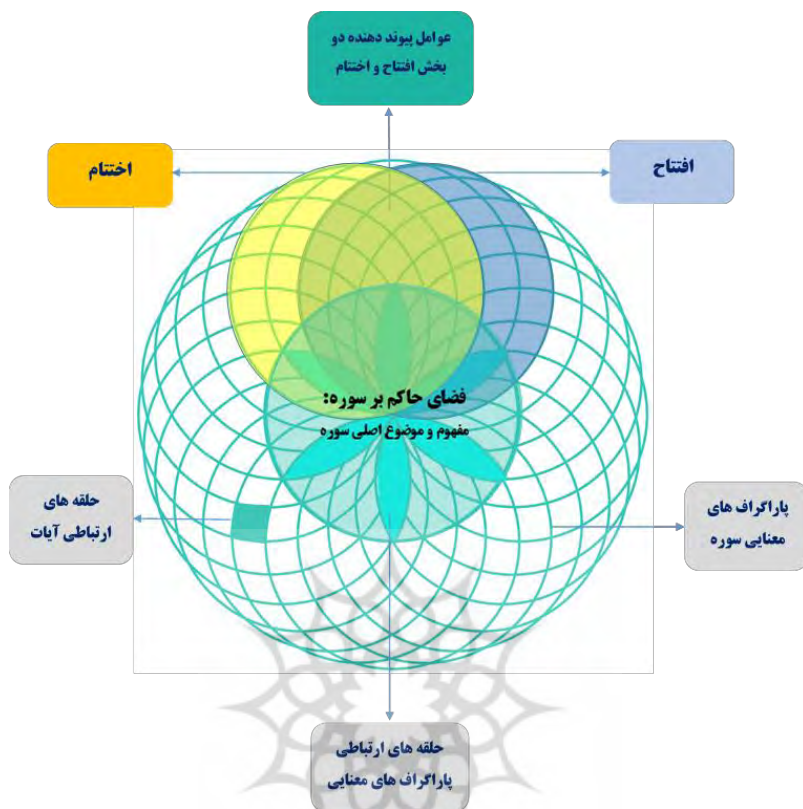 عوامل پیوند دهنده دو
بخش افتتاح و اختتام
افتتاح
اختتام
فضای حاکم بر سوره:
مفهوم و موضوع اصلی سوره
پاراگراف های
معنایی سوره
حلقه های
ارتباطی آیات
حلقه های ارتباطی
پاراگراف های معنایی